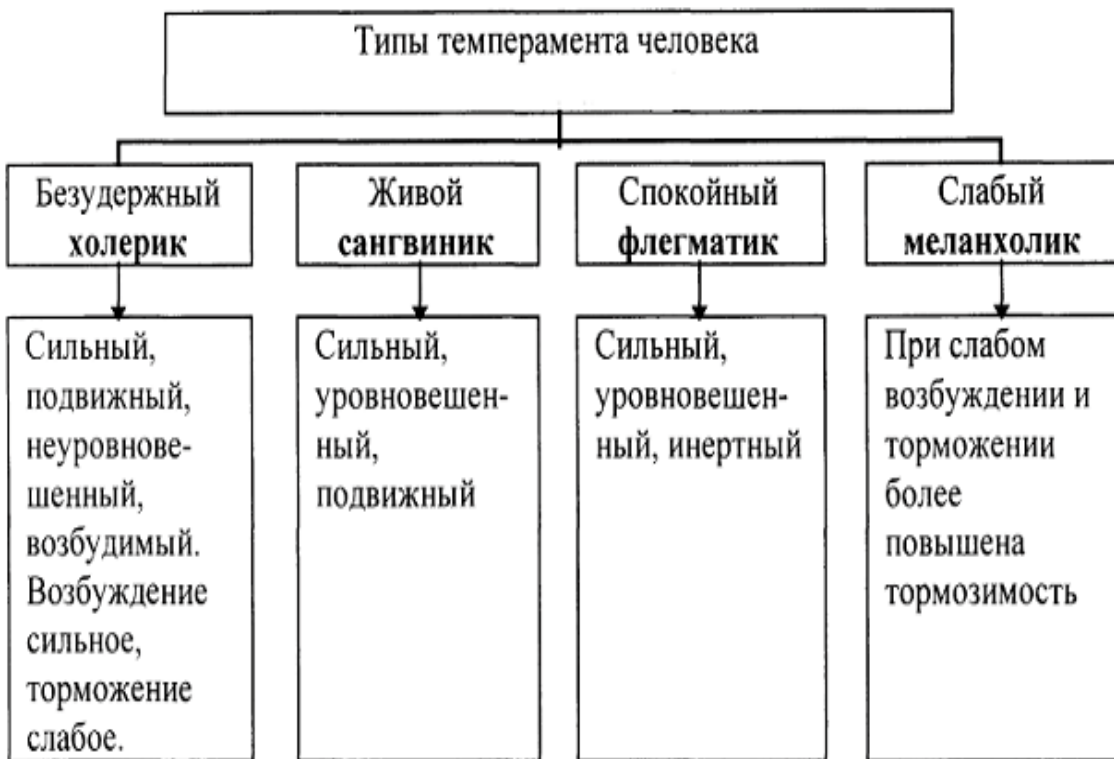 Типы темперамента человека
Безудержный
холерик
Живой
сангвиник
Спокойный
флегматик
Слабый
меланхолик
Сильный,
подвижный,
неуровнове-
шенный,
возбудимый.
Возбуждение
сильное,
торможение
слабое.
Сильный,
уровновешен-
ный,
подвижный
Сильный,
уровновешен-
ный, инертный
При слабом
возбуждении и
торможении
более
повышена
тормозимость